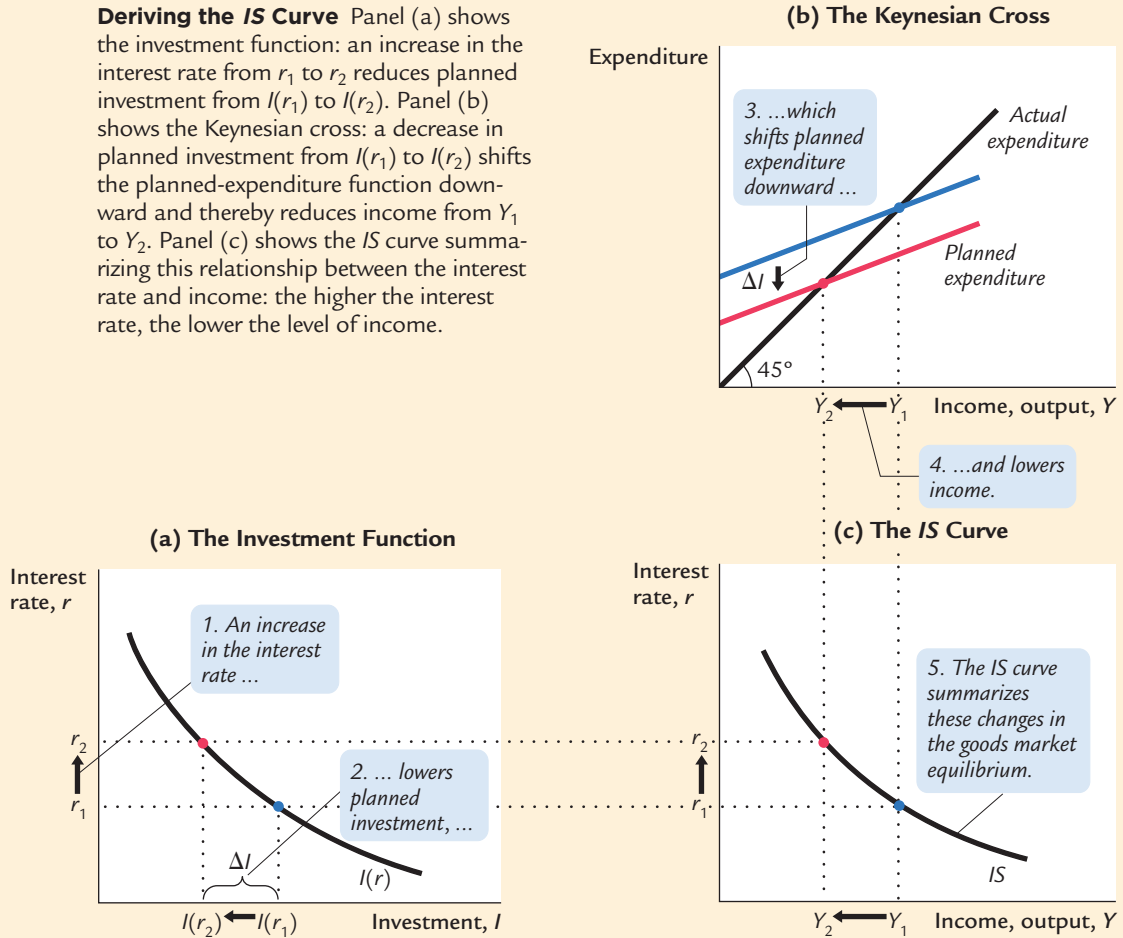 Deriving the IS Curve Panel (a) shows
the investment function: an increase in the
interest rate from r₁ to r₂ reduces planned
investment from I(r₁) to I(r₂). Panel (b)
shows the Keynesian cross: a decrease in
planned investment from I(r₁) to I(r₂) shifts
the planned-expenditure function down-
ward and thereby reduces income from Y₁
to Y₂. Panel (c) shows the IS curve summa-
rizing this relationship between the interest
rate and income: the higher the interest
rate, the lower the level of income.
(b) The Keynesian Cross
Expenditure
3. ...which
shifts planned
expenditure
downward ...
Actual
expenditure
Planned
expenditure
ΔI
45°
Y₂
Y₁
Income, output, Y
4. ...and lowers
income.
(a) The Investment Function
Interest
rate, r
1. An increase
in the interest
rate ...
r₂
r₁
2. ... lowers
planned
investment, ...
ΔI
I(r)
I(r₂)
I(r₁)
Investment, I
(c) The IS Curve
Interest
rate, r
5. The IS curve
summarizes
these changes in
the goods market
equilibrium.
r₂
r₁
IS
Y₂
Y₁
Income, output, Y